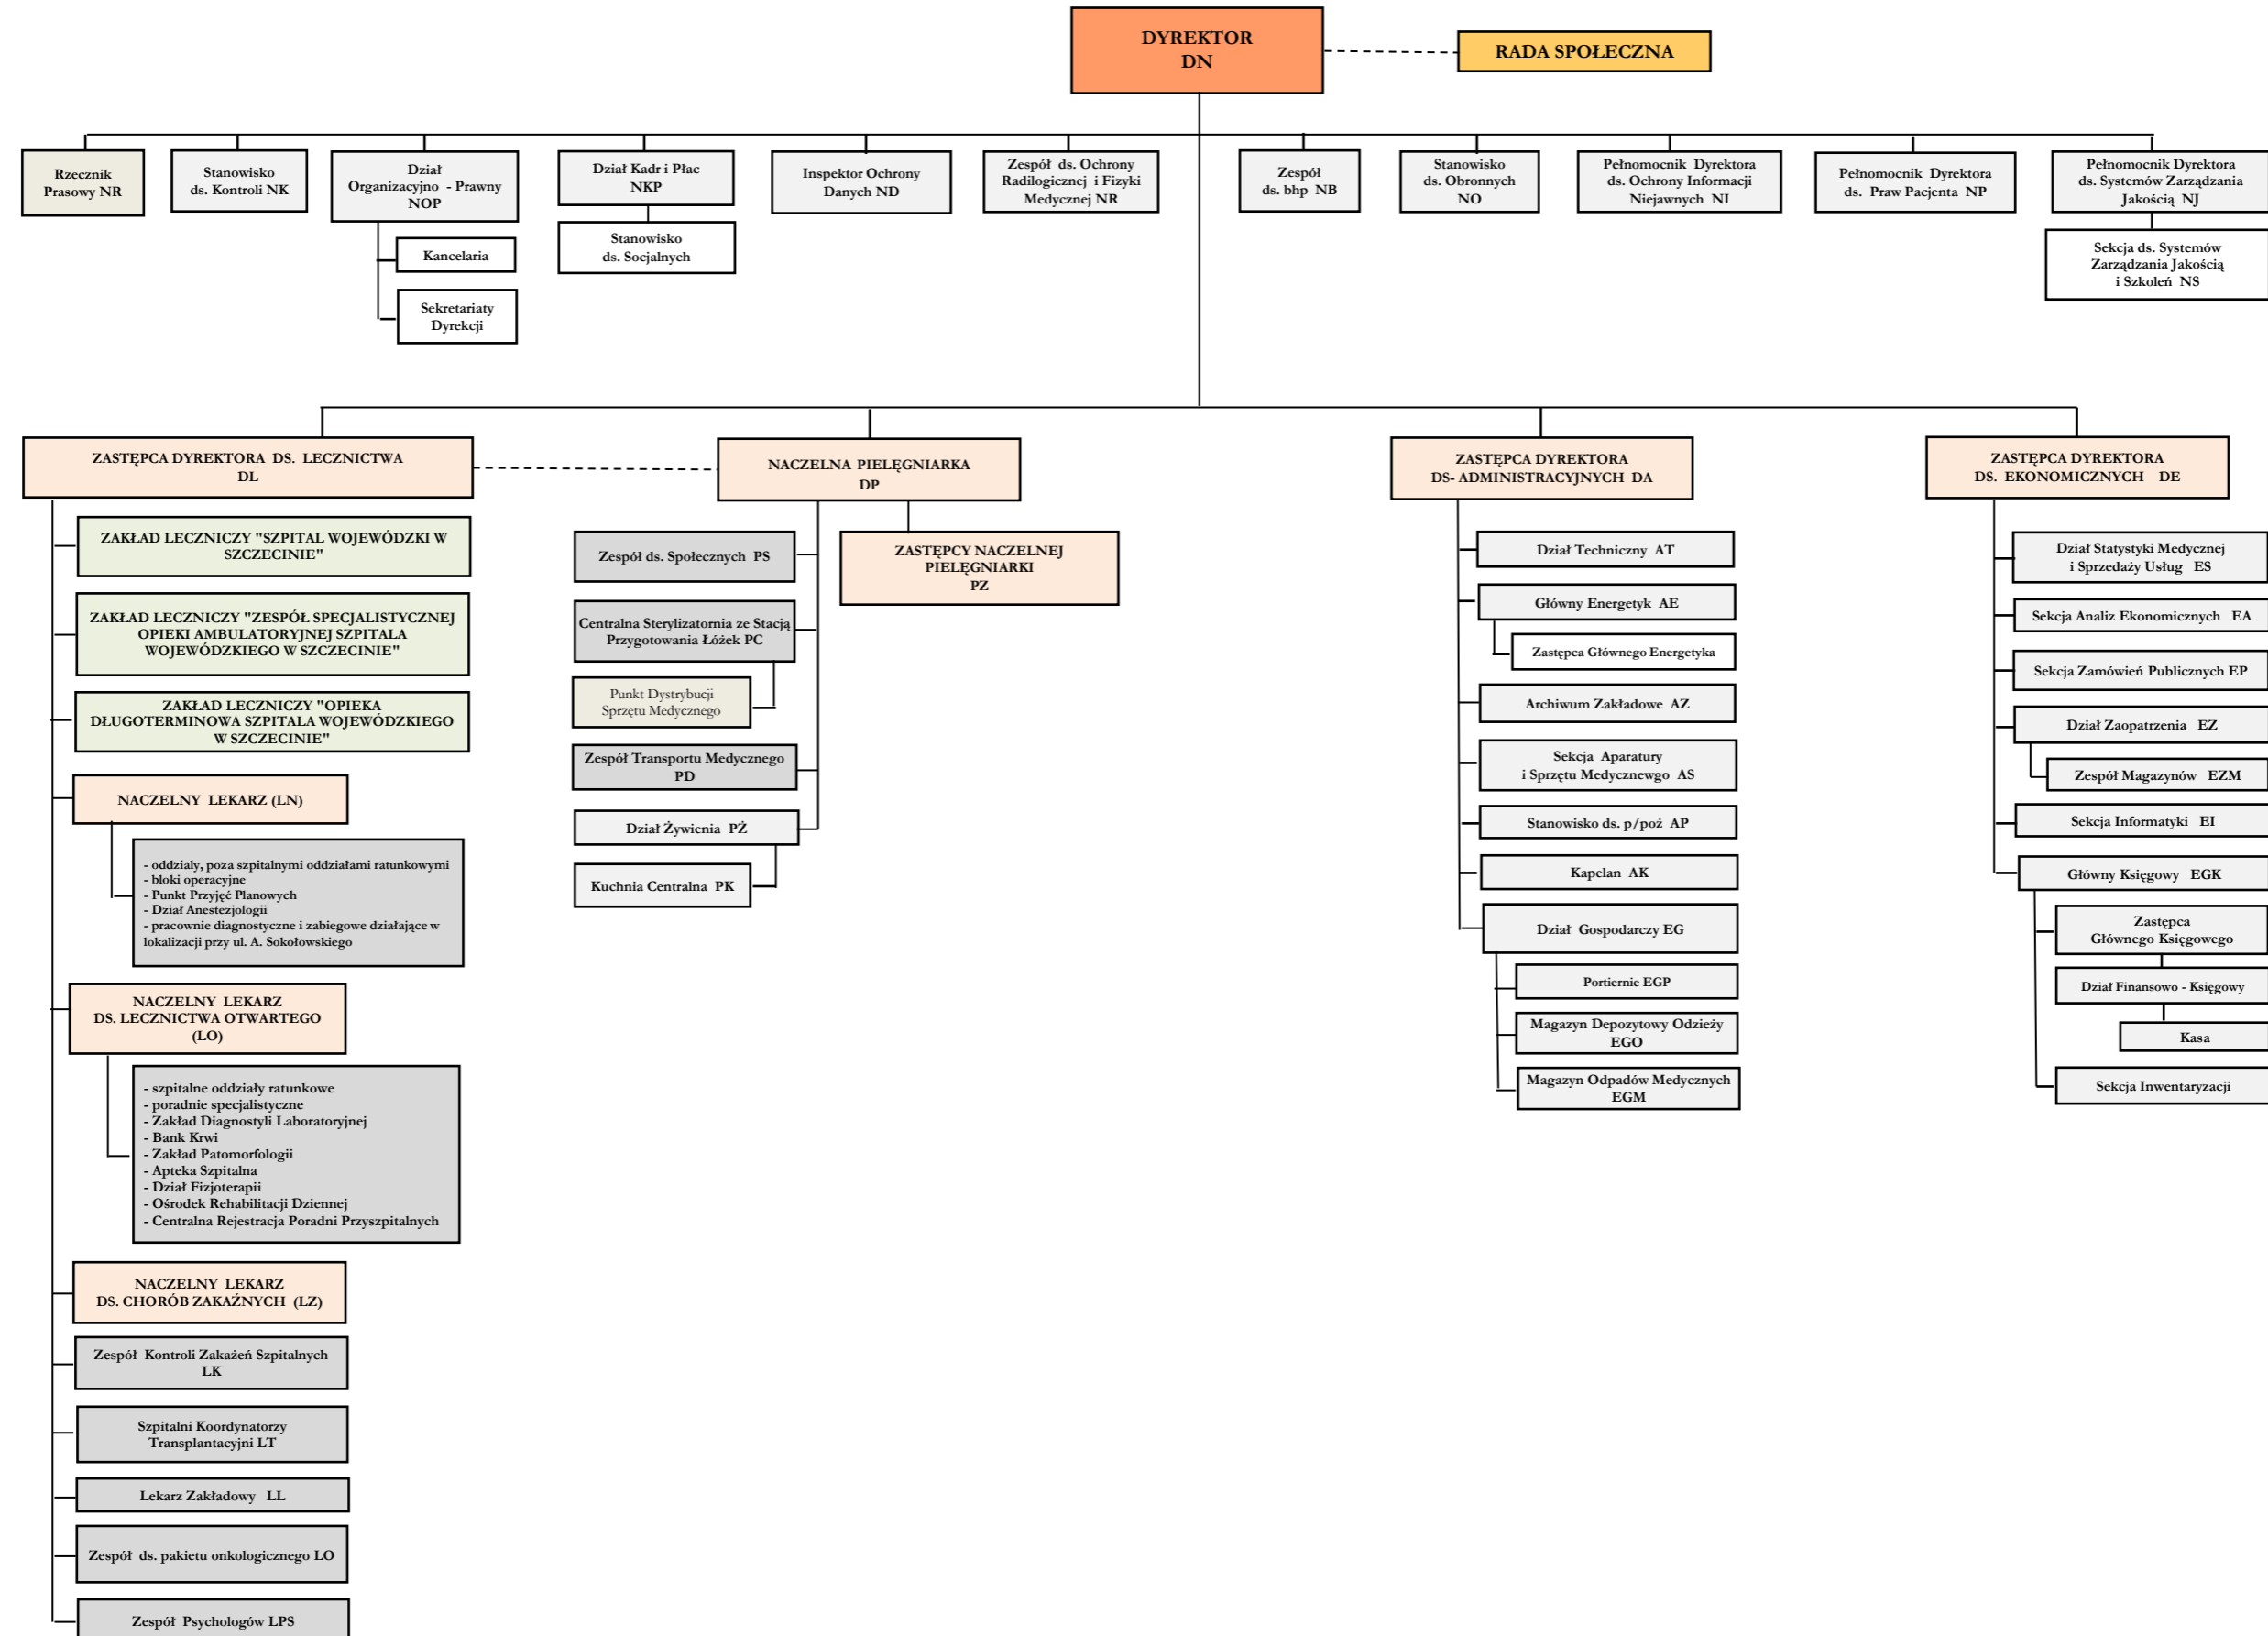 DYREKTOR
DN
RADA SPOŁECZNA
Rzecznik
Prasowy NR
Stanowisko
ds. Kontroli NK
Dział
Organizacyjno - Prawny
NOP
Kancelaria
Sekretariaty
Dyrekcji
Dział Kadr i Płac
NKP
Stanowisko
ds. Socjalnych
Inspektor Ochrony
Danych ND
Zespół ds. Ochrony
Radilogicznej i Fizyki
Medycznej NR
Zespół
ds. bhp NB
Stanowisko
ds. Obronnych
NO
Pełnomocnik Dyrektora
ds. Ochrony Informacji
Niejawnych NI
Pełnomocnik Dyrektora
ds. Praw Pacjenta NP
Pełnomocnik Dyrektora
ds. Systemów Zarządzania
Jakością NJ
Sekcja ds. Systemów
Zarządzania Jakością
i Szkoleń NS
ZASTĘPCA DYREKTORA DS. LECZNICTWA
DL
ZAKŁAD LECZNICZY "SZPITAL WOJEWÓDZKI W
SZCZECINIE"
ZAKŁAD LECZNICZY "ZESPÓŁ SPECJALISTYCZNEJ
OPIEKI AMBULATORYJNEJ SZPITALA
WOJEWÓDZKIEGO W SZCZECINIE"
ZAKŁAD LECZNICZY "OPIEKA
DŁUGOTERMINOWA SZPITALA WOJEWÓDZKIEGO
W SZCZECINIE"
NACZELNY LEKARZ (LN)
- oddziały, poza szpitalnymi oddziałami ratunkowymi
- bloki operacyjne
- Punkt Przyjęć Planowych
- Dział Anestezjologii
- pracownie diagnostyczne i zabiegowe działające w
lokalizacji przy ul. A. Sokołowskiego
NACZELNY LEKARZ
DS. LECZNICTWA OTWARTEGO
(LO)
- szpitalne oddziały ratunkowe
- poradnie specjalistyczne
- Zakład Diagnostyli Laboratoryjnej
- Bank Krwi
- Zakład Patomorfologii
- Apteka Szpitalna
- Dział Fizjoterapii
- Ośrodek Rehabilitacji Dziennej
- Centralna Rejestracja Poradni Przyszpitalnych
NACZELNY LEKARZ
DS. CHORÓB ZAKAŹNYCH (LZ)
Zespół Kontroli Zakażeń Szpitalnych
LK
Szpitalni Koordynatorzy
Transplantacyjni LT
Lekarz Zakładowy LL
Zespół ds. pakietu onkologicznego LO
Zespół Psychologów LPS
NACZELNA PIELĘGNIARKA
DP
Zespół ds. Społecznych PS
ZASTĘPCY NACZELNEJ
PIELĘGNIARKI
PZ
Centralna Sterylizatornia ze Stacją
Przygotowania Łóżek PC
Punkt Dystrybucji
Sprzętu Medycznego
Zespół Transportu Medycznego
PD
Dział Żywienia PŻ
Kuchnia Centralna PK
ZASTĘPCA DYREKTORA
DS- ADMINISTRACYJNYCH DA
Dział Techniczny AT
Główny Energetyk AE
Zastępca Głównego Energetyka
Archiwum Zakładowe AZ
Sekcja Aparatury
i Sprzętu Medycznewgo AS
Stanowisko ds. p/poż AP
Kapelan AK
Dział Gospodarczy EG
Portiernie EGP
Magazyn Depozytowy Odzieży
EGO
Magazyn Odpadów Medycznych
EGM
ZASTĘPCA DYREKTORA
DS. EKONOMICZNYCH DE
Dział Statystyki Medycznej
i Sprzedaży Usług ES
Sekcja Analiz Ekonomicznych EA
Sekcja Zamówień Publicznych EP
Dział Zaopatrzenia EZ
Zespół Magazynów EZM
Sekcja Informatyki EI
Główny Księgowy EGK
Zastępca
Głównego Księgowego
Dział Finansowo - Księgowy
Kasa
Sekcja Inwentaryzacji